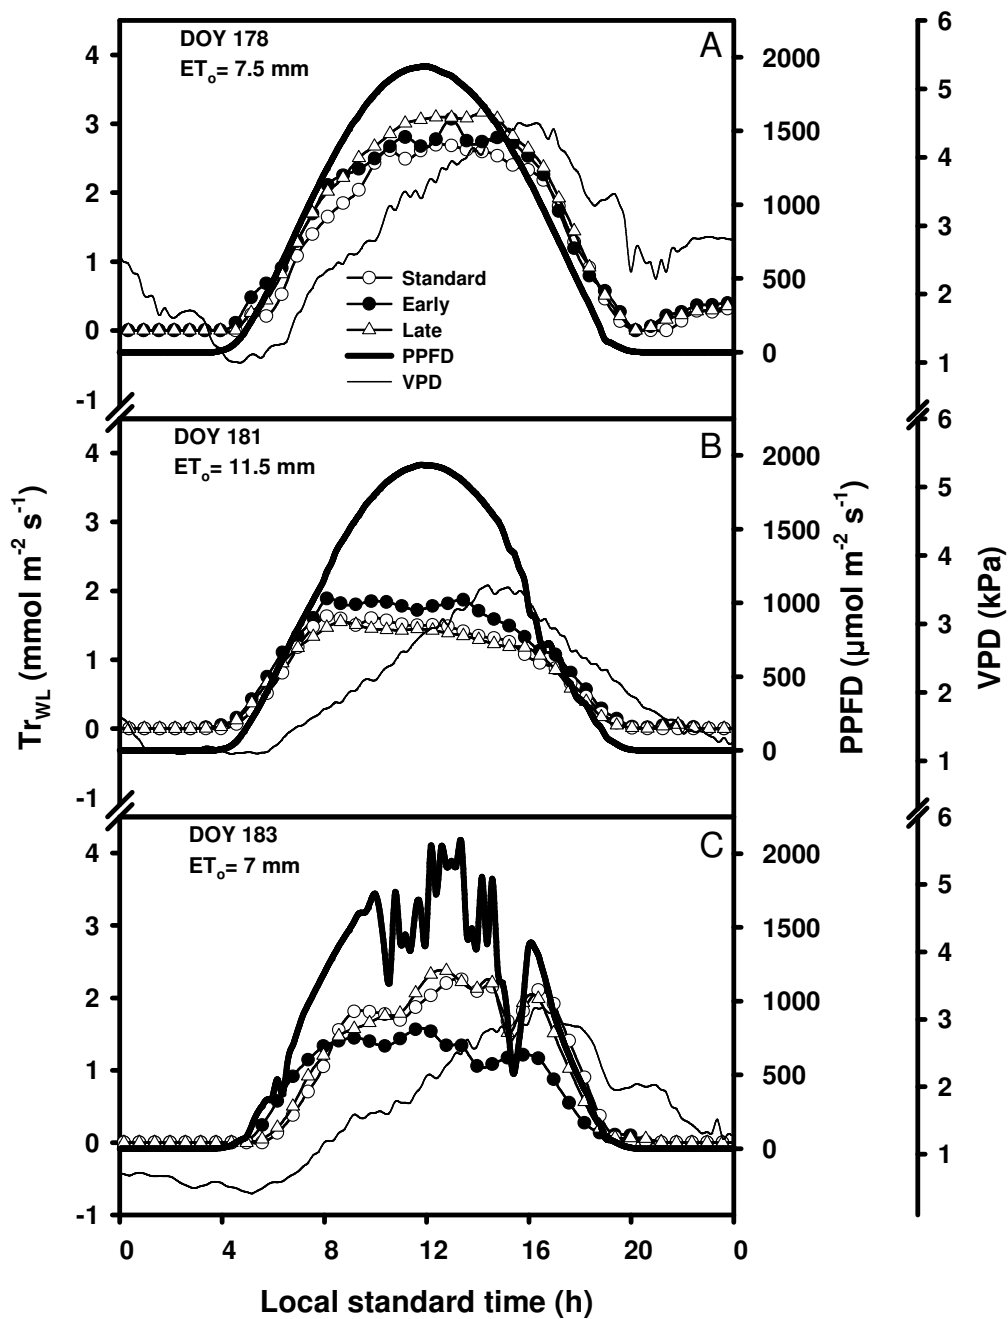 DOY 178
ETo= 7.5 mm
A
4
3
2
1
0
-1
2000
1500
1000
500
0
6
5
4
3
2
1
Standard
Early
Late
PPFD
VPD
DOY 181
ETo= 11.5 mm
B
4
3
2
1
0
-1
2000
1500
1000
500
0
6
5
4
3
2
1
TrWL (mmol m-2 s-1)
PPFD (µmol m-2 s-1)
VPD (kPa)
DOY 183
ETo= 7 mm
C
4
3
2
1
0
-1
2000
1500
1000
500
0
6
5
4
3
2
1
0 4 8 12 16 20 0
Local standard time (h)